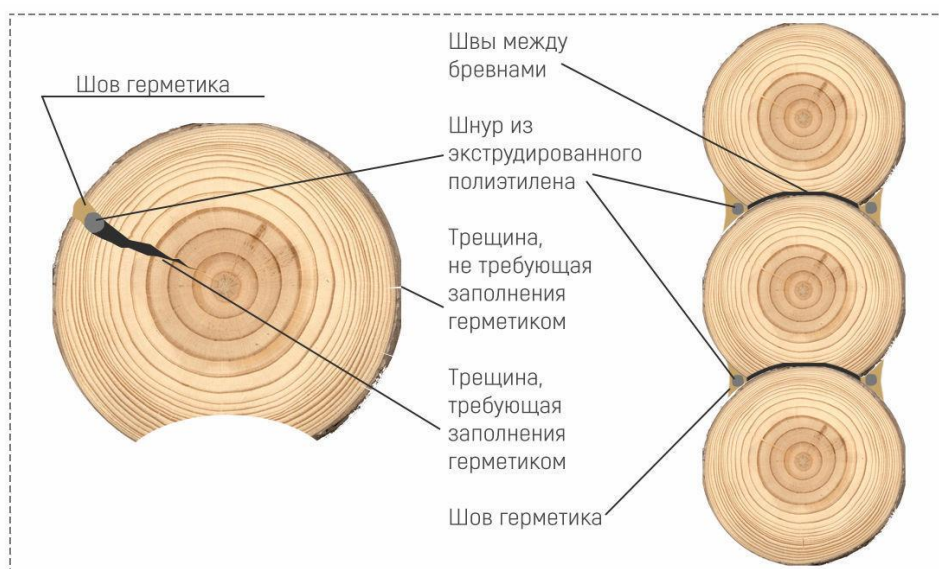 Шов герметика
Швы между
бревнами
Шнур из
экструдированного
полиэтилена
Трещина,
не требующая
заполнения
герметиком
Трещина,
требующая
заполнения
герметиком
Шов герметика